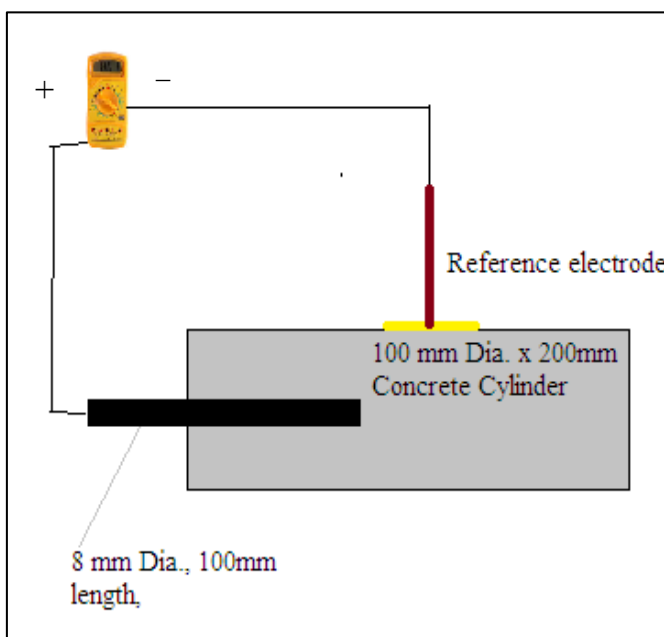 +
–
Reference electrode
100 mm Dia. x 200mm
Concrete Cylinder
8 mm Dia., 100mm
length,